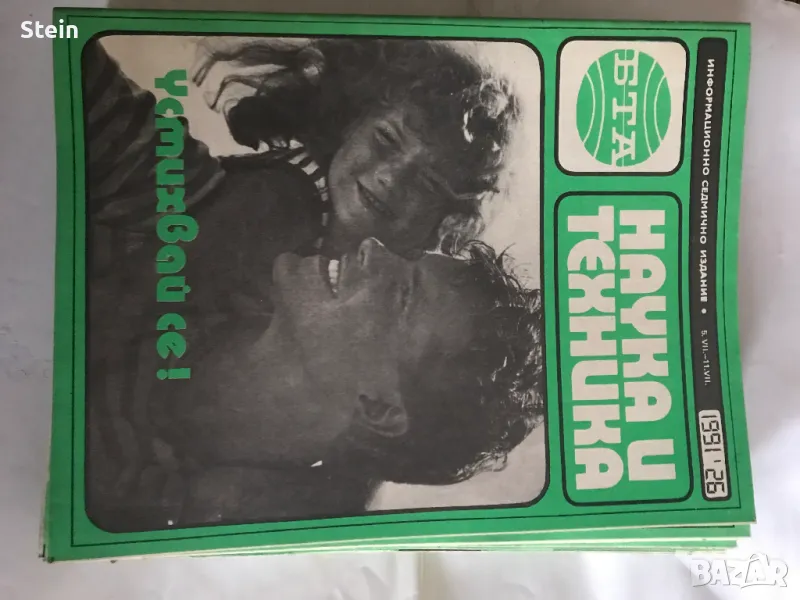 Stein
ИНФОРМАЦИОННО СЕДМИЧНО ИЗДАНИЕ • 5. VII.—11.VII. 1991'26
БТА
НАУКА И
ТЕХНИКА
Усмихвай се!
BAZAR